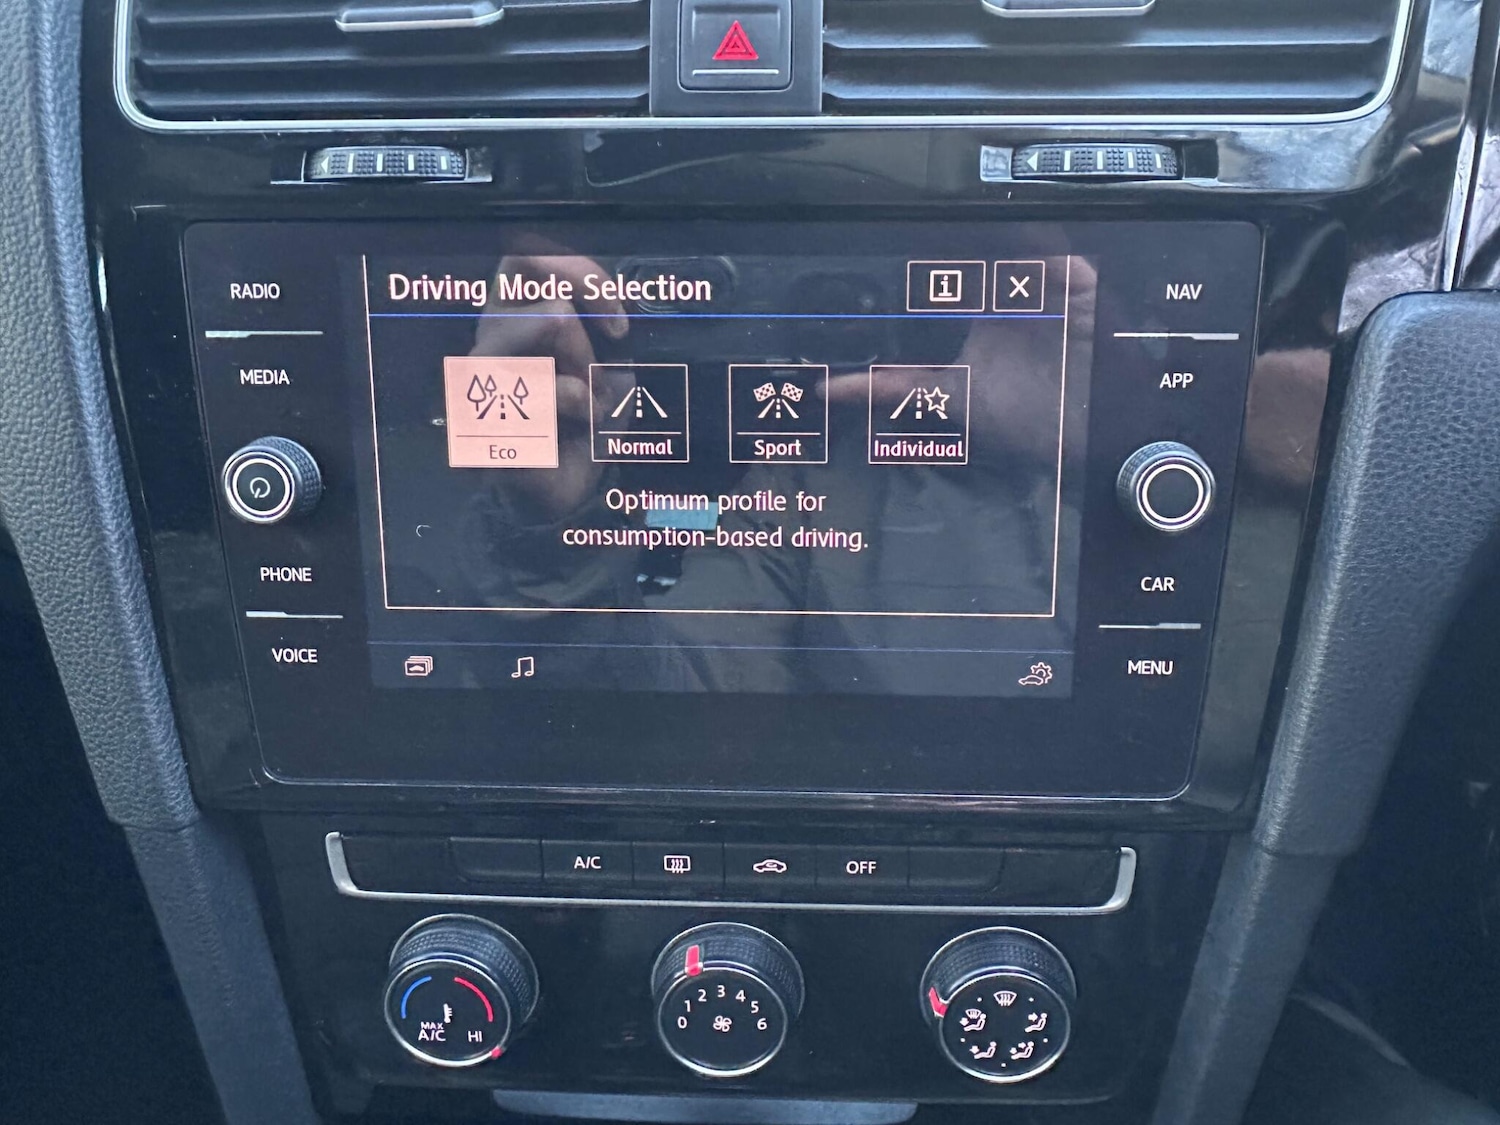 RADIO
MEDIA
PHONE
VOICE
Driving Mode Selection
i
Eco
Normal
Sport
Individual
Optimum profile for
consumption-based driving.
NAV
APP
CAR
MENU
A/C
OFF
MAX
A/C
HI
0 1 2 3 4 5 6